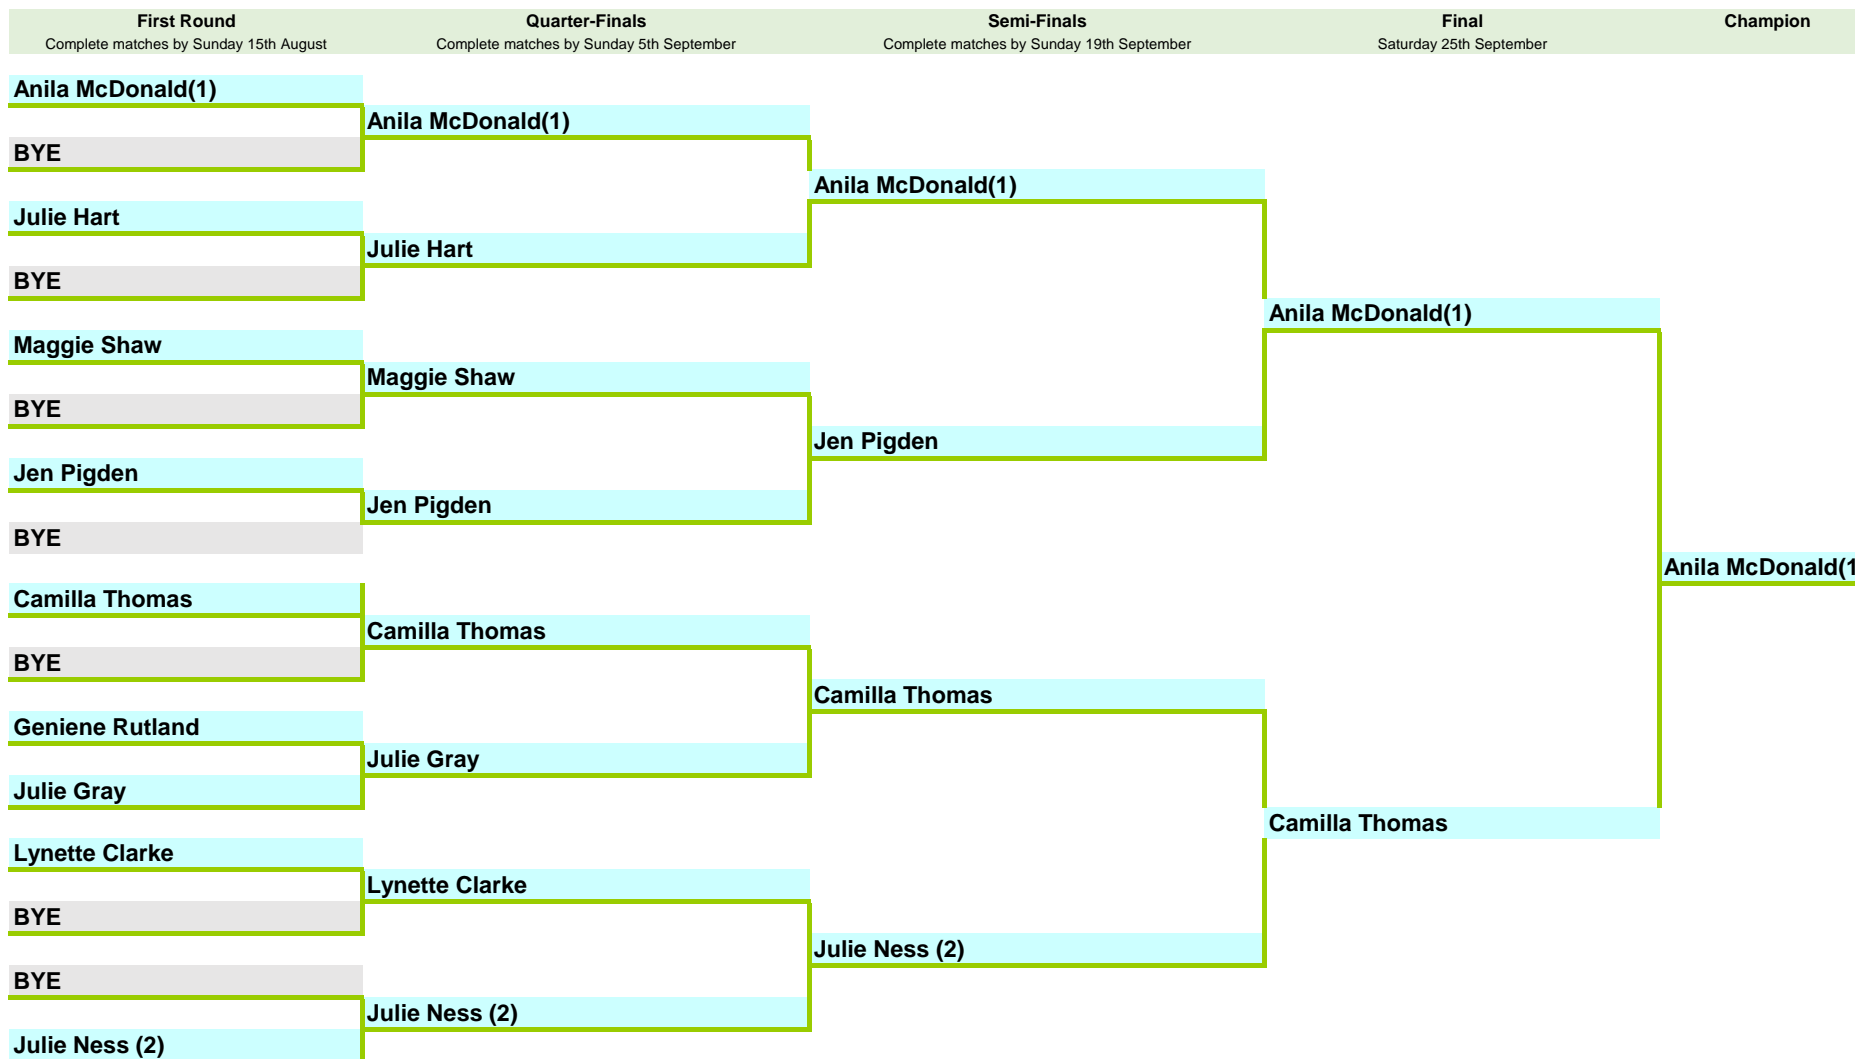 First Round
Complete matches by Sunday 15th August
Quarter-Finals
Complete matches by Sunday 5th September
Semi-Finals
Complete matches by Sunday 19th September
Final
Saturday 25th September
Champion
Anila McDonald(1)
BYE
Julie Hart
BYE
Maggie Shaw
BYE
Jen Pigden
BYE
Camilla Thomas
BYE
Geniene Rutland
Julie Gray
Lynette Clarke
BYE
BYE
Julie Ness (2)
Anila McDonald(1)
Julie Hart
Maggie Shaw
Jen Pigden
Camilla Thomas
Julie Gray
Lynette Clarke
Julie Ness (2)
Anila McDonald(1)
Jen Pigden
Camilla Thomas
Julie Ness (2)
Anila McDonald(1)
Camilla Thomas
Anila McDonald(1